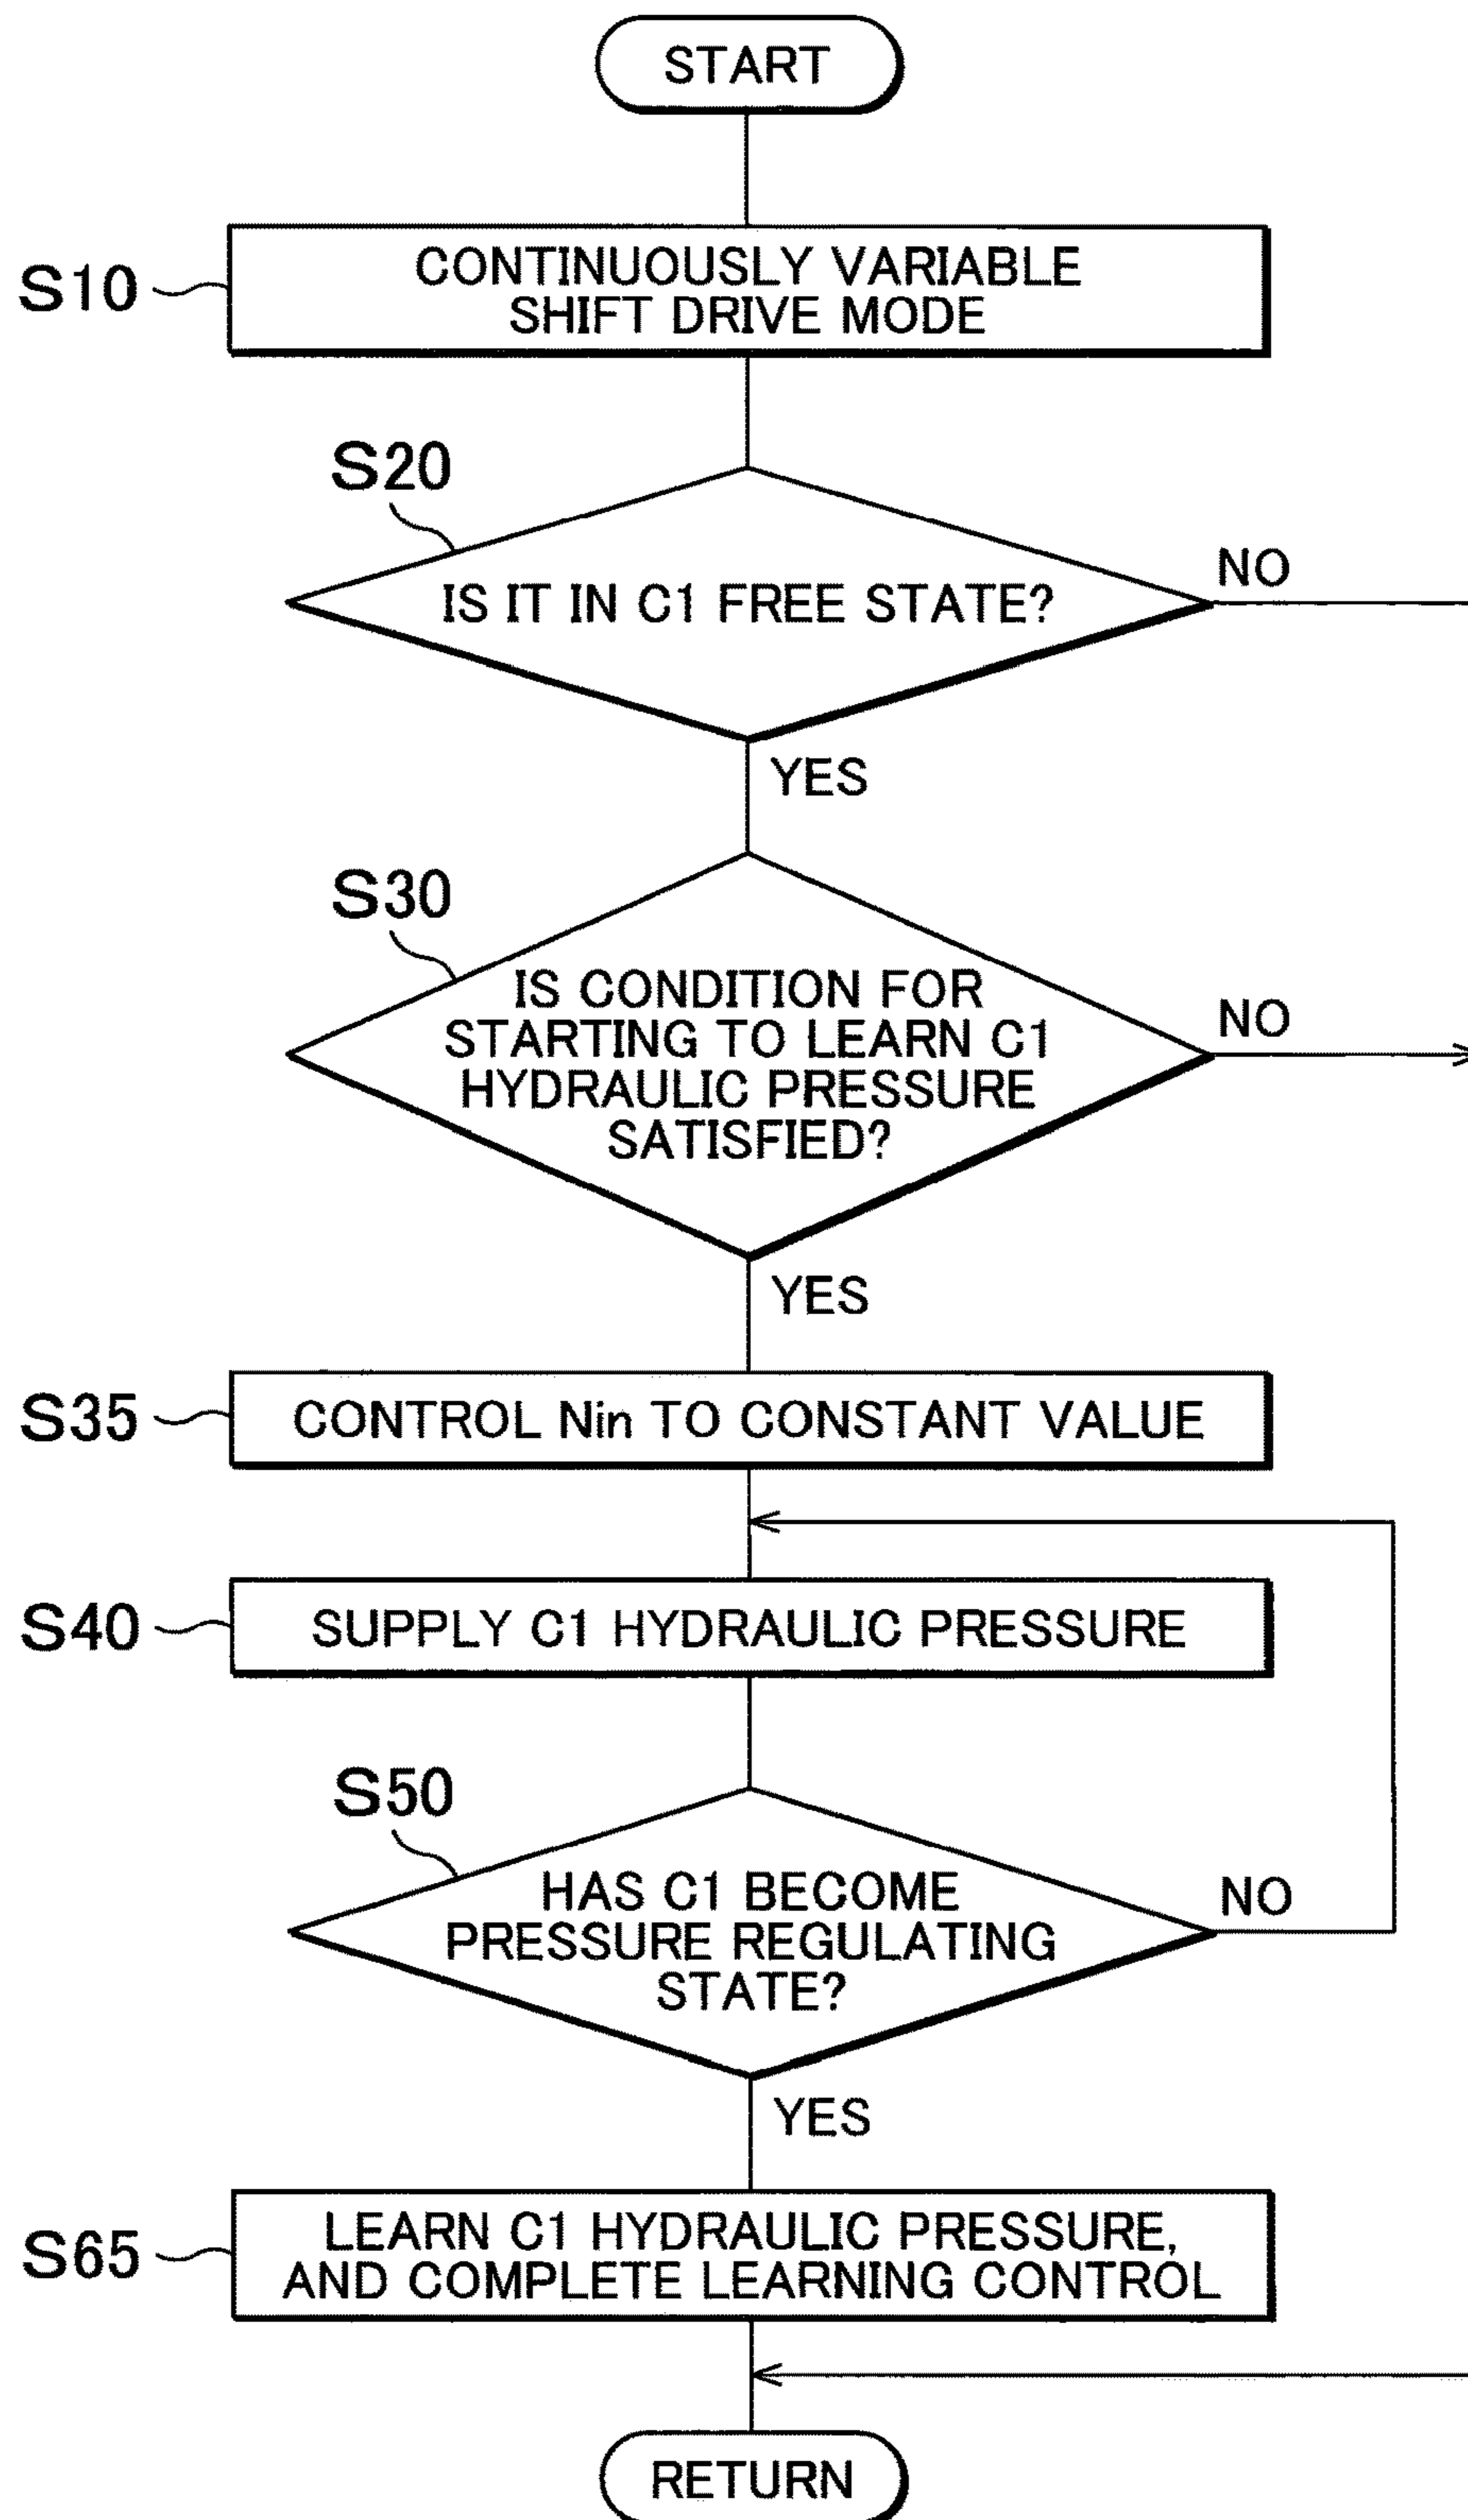 START
S10
CONTINUOUSLY VARIABLE
SHIFT DRIVE MODE
S20
IS IT IN C1 FREE STATE?
NO
YES
S30
IS CONDITION FOR
STARTING TO LEARN C1
HYDRAULIC PRESSURE
SATISFIED?
NO
YES
S35
CONTROL Nin TO CONSTANT VALUE
S40
SUPPLY C1 HYDRAULIC PRESSURE
S50
HAS C1 BECOME
PRESSURE REGULATING
STATE?
NO
YES
S65
LEARN C1 HYDRAULIC PRESSURE,
AND COMPLETE LEARNING CONTROL
RETURN